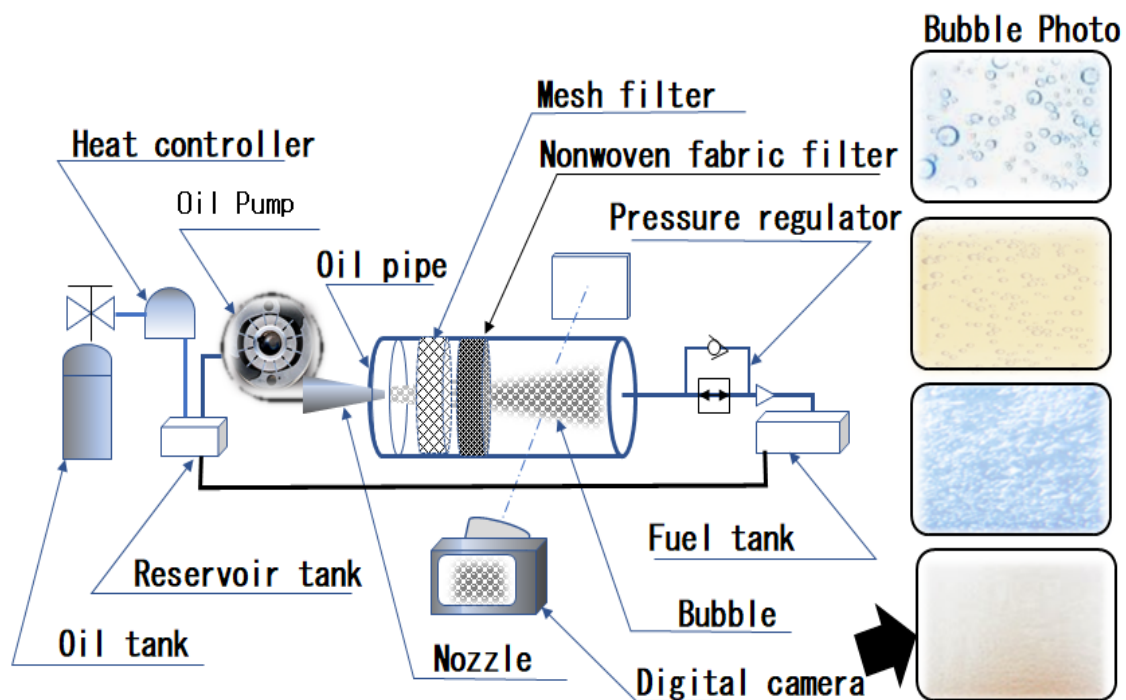 Bubble Photo
Mesh filter
Heat controller
Nonwoven fabric filter
Oil Pump
Pressure regulator
Oil pipe
Fuel tank
Reservoir tank
Bubble
Oil tank
Nozzle
Digital camera